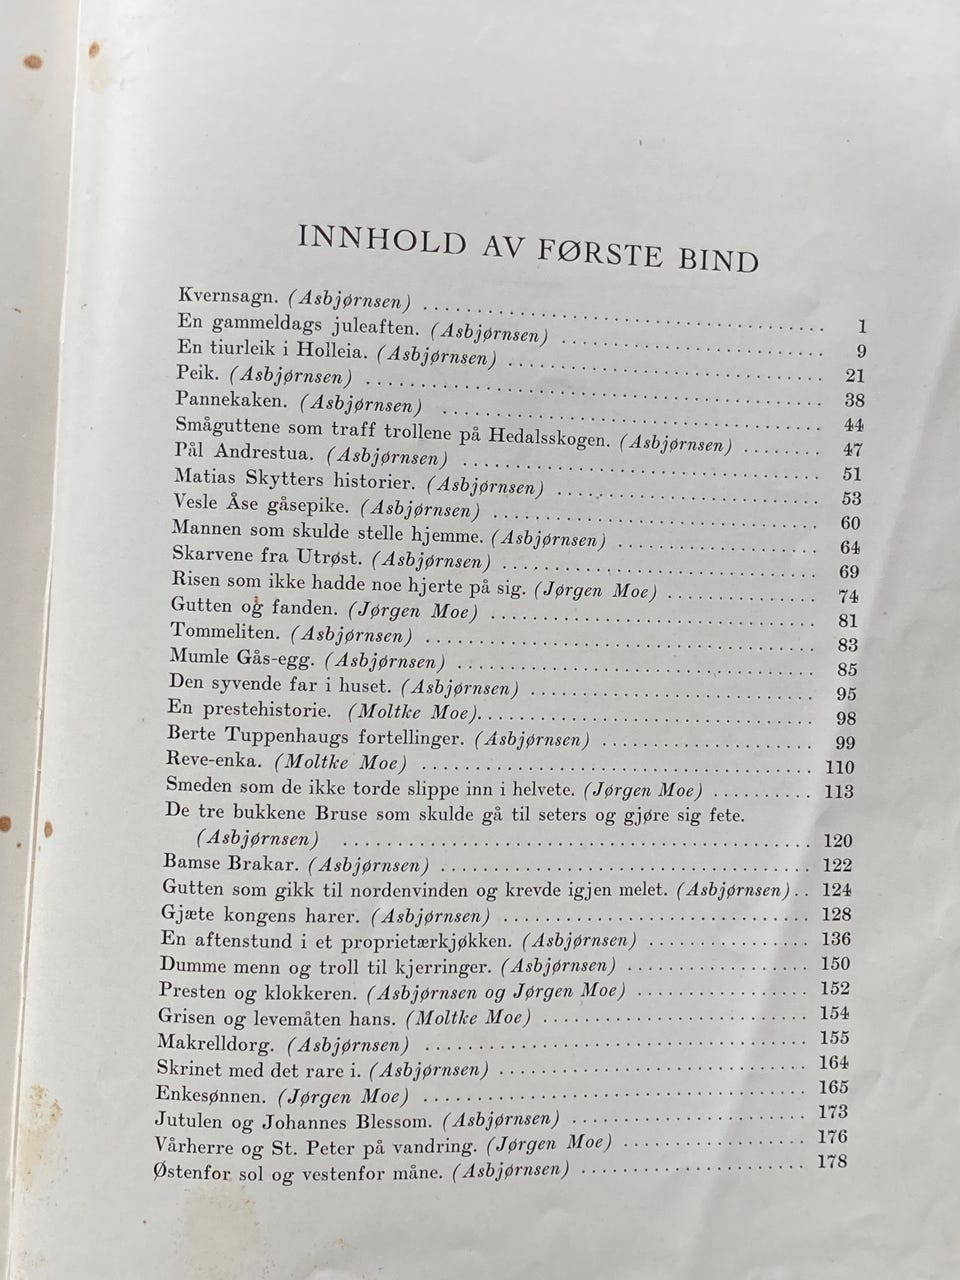 INNHOLD AV FØRSTE BIND
Kvernsagn. (Asbjørnsen) ........................................ 1
En gammeldags juleaften. (Asbjørnsen) .......................... 9
En tiurleik i Holleia. (Asbjørnsen) ............................... 21
Peik. (Asbjørnsen) ............................................. 38
Pannekaken. (Asbjørnsen) ...................................... 44
Småguttene som traff trollene på Hedalsskogen. (Asbjørnsen) ........ 47
Pål Andrestua. (Asbjørnsen) .................................... 51
Matias Skytters historier. (Asbjørnsen) ........................... 53
Vesle Åse gåsepike. (Asbjørnsen) ................................ 60
Mannen som skulde stelle hjemme. (Asbjørnsen) .................... 64
Skarvene fra Utrøst. (Asbjørnsen) ................................ 69
Risen som ikke hadde noe hjerte på sig. (Jørgen Moe) ............... 74
Gutten og fanden. (Jørgen Moe) ................................. 81
Tommeliten. (Asbjørnsen) ....................................... 83
Mumle Gås-egg. (Asbjørnsen) .................................... 85
Den syvende far i huset. (Asbjørnsen) ............................ 95
En prestehistorie. (Moltke Moe)................................. 98
Berte Tuppenhaugs fortellinger. (Asbjørnsen) ..................... 99
Reve-enka. (Moltke Moe) ....................................... 110
Smeden som de ikke torde slippe inn i helvete. (Jørgen Moe) .......... 113
De tre bukkene Bruse som skulde gå til seters og gjøre sig fete.
(Asbjørnsen) .............................................. 120
Bamse Brakar. (Asbjørnsen) ..................................... 122
Gutten som gikk til nordenvinden og krevde igjen melet. (Asbjørnsen).. 124
Gjæte kongens harer. (Asbjørnsen) ............................... 128
En aftenstund i et proprietærkjøkken. (Asbjørnsen) ................ 136
Dumme menn og troll til kjerringer. (Asbjørnsen) .................. 150
Presten og klokkeren. (Asbjørnsen og Jørgen Moe) ................. 152
Grisen og levemåten hans. (Moltke Moe) .......................... 154
Makrelldorg. (Asbjørnsen) ...................................... 155
Skrinet med det rare i. (Asbjørnsen) .............................. 164
Enkesønnen. (Jørgen Moe) ...................................... 165
Jutulen og Johannes Blessom. (Asbjørnsen) ........................ 173
Vårherre og St. Peter på vandring. (Jørgen Moe) ................... 176
Østenfor sol og vestenfor måne. (Asbjørnsen) ....................... 178